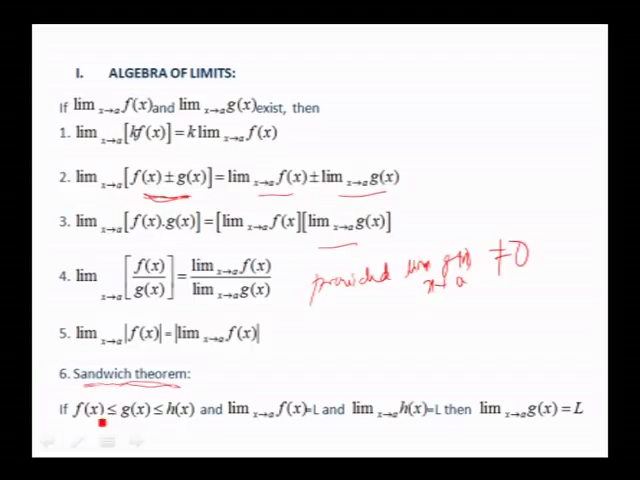 I. ALGEBRA OF LIMITS:
If lim x→a f(x) and lim x→a g(x) exist, then
1. lim x→a [kf(x)] = k lim x→a f(x)
2. lim x→a [f(x) ± g(x)] = lim x→a f(x) ± lim x→a g(x)
3. lim x→a [f(x).g(x)] = [lim x→a f(x)][lim x→a g(x)]
4. lim x→a [f(x)/g(x)] = lim x→a f(x) / lim x→a g(x) provided lim x→a g(x) ≠0
5. lim x→a |f(x)| = |lim x→a f(x)|
6. Sandwich theorem:
If f(x) ≤ g(x) ≤ h(x) and lim x→a f(x)=L and lim x→a h(x)=L then lim x→a g(x) = L